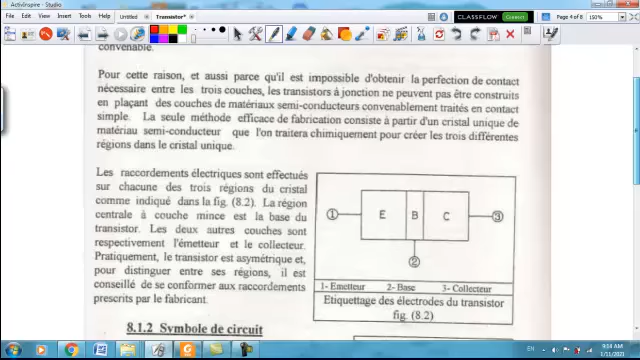 ActivInspire - Studio
File Edit View Insert Tools Help
CLASSFLOW Connect
Page 4 of 8 150%
Untitled Transistor*
convenable.
Pour cette raison, et aussi parce qu'il est impossible d'obtenir la perfection de contact
nécessaire entre les trois couches, les transistors à jonction ne peuvent pas être construits
en plaçant des couches de matériaux semi-conducteurs convenablement traités en contact
simple. La seule méthode efficace de fabrication consiste à partir d'un cristal unique de
matériau semi-conducteur que l'on traitera chimiquement pour créer les trois différentes
régions dans le cristal unique.
Les raccordements électriques sont effectués
sur chacune des trois régions du cristal
comme indiqué dans la fig. (8.2). La région
centrale à couche mince est la base du
transistor. Les deux autres couches sont
respectivement l'émetteur et le collecteur.
Pratiquement, le transistor est asymétrique et,
pour distinguer entre ses régions, il est
conseillé de se conformer aux raccordements
prescrits par le fabricant.
1 E B C 3
2
1- Emetteur 2- Base 3- Collecteur
Etiquettage des électrodes du transistor
fig. (8.2)
8.1.2 Symbole de circuit
EN
9:14 AM